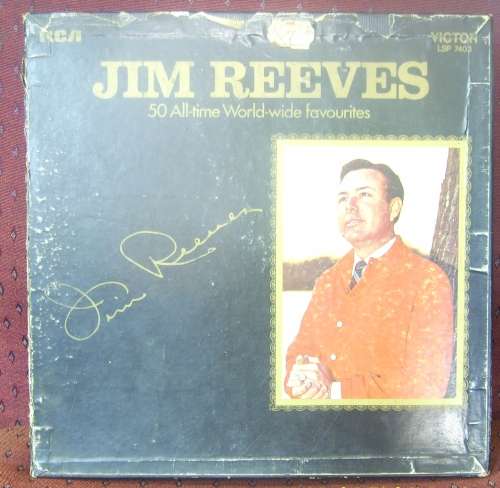 RCA
VICTOR
LSP 7403
JIM REEVES
50 All-time World-wide favourites
Jim Reeves